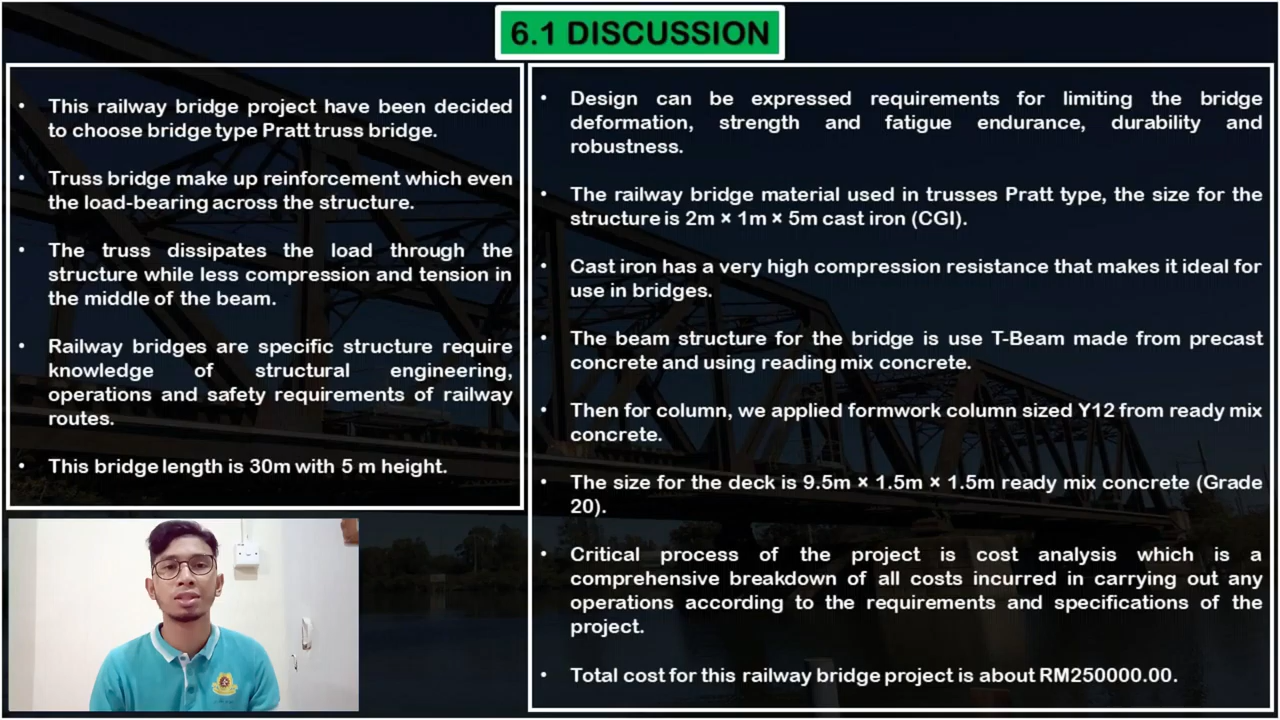 6.1 DISCUSSION
• This railway bridge project have been decided
to choose bridge type Pratt truss bridge.
• Truss bridge make up reinforcement which even
the load-bearing across the structure.
• The truss dissipates the load through the
structure while less compression and tension in
the middle of the beam.
• Railway bridges are specific structure require
knowledge of structural engineering,
operations and safety requirements of railway
routes.
• This bridge length is 30m with 5 m height.
• Design can be expressed requirements for limiting the bridge
deformation, strength and fatigue endurance, durability and
robustness.
• The railway bridge material used in trusses Pratt type, the size for the
structure is 2m × 1m × 5m cast iron (CGI).
• Cast iron has a very high compression resistance that makes it ideal for
use in bridges.
• The beam structure for the bridge is use T-Beam made from precast
concrete and using reading mix concrete.
• Then for column, we applied formwork column sized Y12 from ready mix
concrete.
• The size for the deck is 9.5m × 1.5m × 1.5m ready mix concrete (Grade
20).
• Critical process of the project is cost analysis which is a
comprehensive breakdown of all costs incurred in carrying out any
operations according to the requirements and specifications of the
project.
• Total cost for this railway bridge project is about RM250000.00.